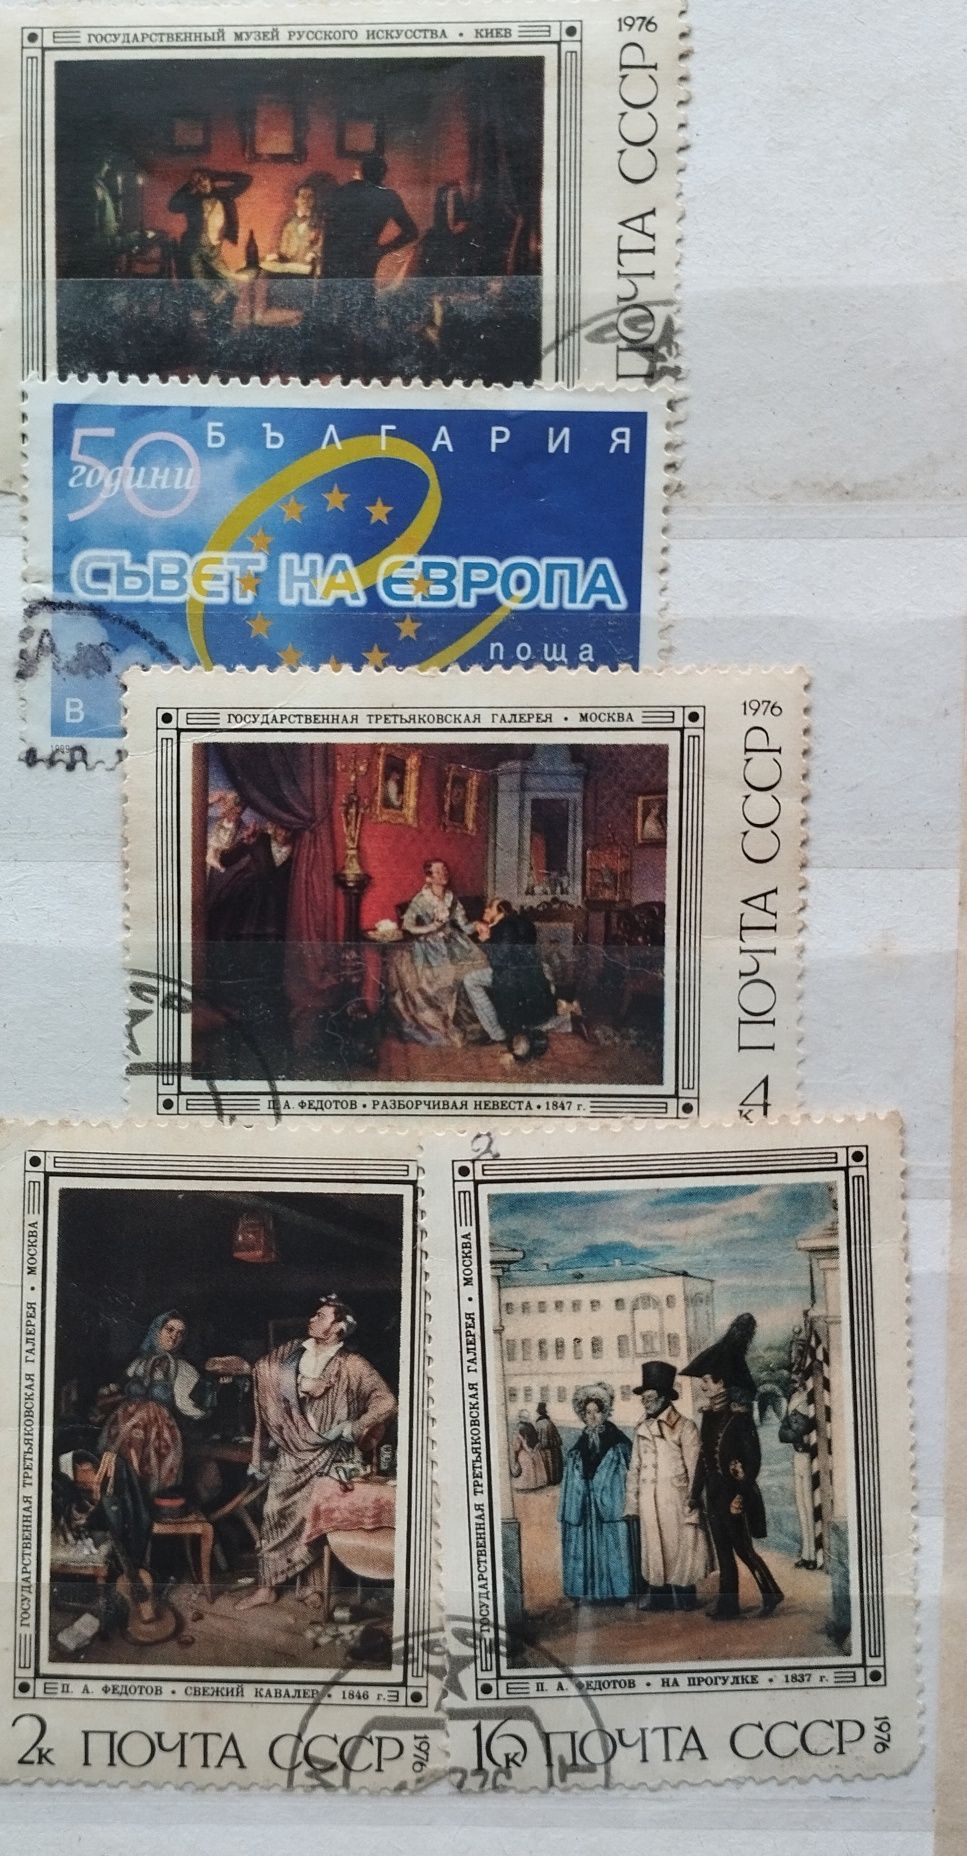 ГОСУДАРСТВЕННЫЙ МУЗЕЙ РУССКОГО ИСКУССТВА • КИЕВ
1976
ПОЧТА СССР
50
години
БЪЛГАРИЯ
СЪВЕТ НА ЕВРОПА
поща
В
1999
ГОСУДАРСТВЕННАЯ ТРЕТЬЯКОВСКАЯ ГАЛЕРЕЯ • МОСКВА
1976
ПОЧТА СССР
4к
П. А. ФЕДОТОВ • РАЗБОРЧИВАЯ НЕВЕСТА • 1847 г.
ГОСУДАРСТВЕННАЯ ТРЕТЬЯКОВСКАЯ ГАЛЕРЕЯ • МОСКВА
П. А. ФЕДОТОВ • СВЕЖИЙ КАВАЛЕР • 1846 г.
2к ПОЧТА СССР 1976
ГОСУДАРСТВЕННАЯ ТРЕТЬЯКОВСКАЯ ГАЛЕРЕЯ • МОСКВА
П. А. ФЕДОТОВ • НА ПРОГУЛКЕ • 1837 г.
16к ПОЧТА СССР 1976